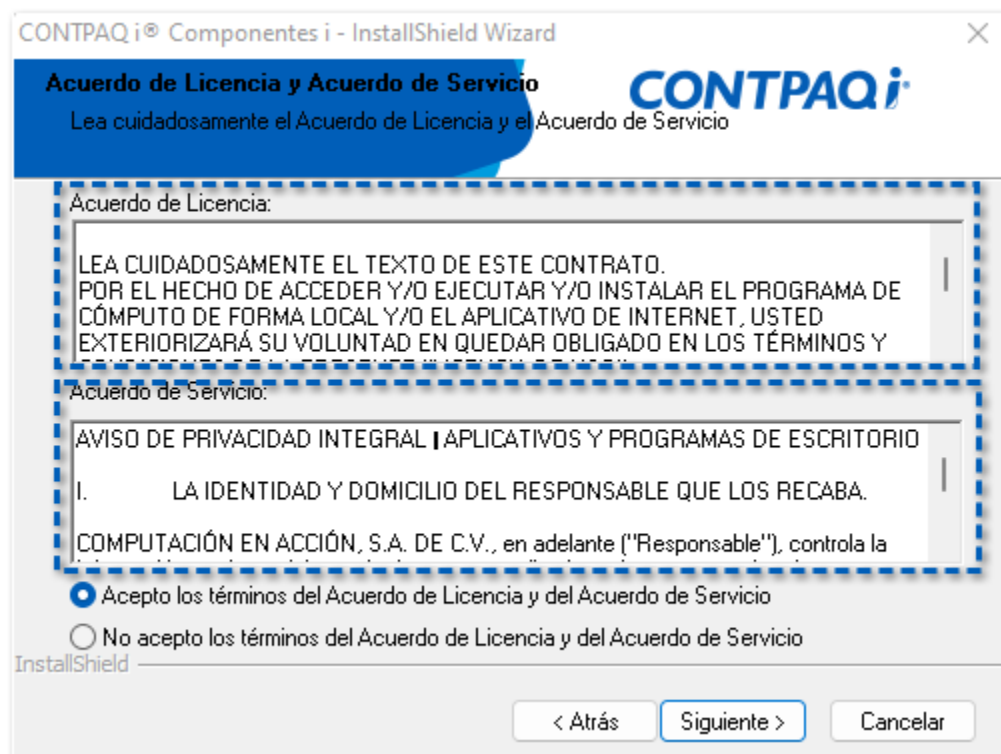 CONTPAQ i® Componentes i - InstallShield Wizard
Acuerdo de Licencia y Acuerdo de Servicio
CONTPAQi®
Lea cuidadosamente el Acuerdo de Licencia y el Acuerdo de Servicio
Acuerdo de Licencia:
LEA CUIDADOSAMENTE EL TEXTO DE ESTE CONTRATO.
POR EL HECHO DE ACCEDER Y/O EJECUTAR Y/O INSTALAR EL PROGRAMA DE
CÓMPUTO DE FORMA LOCAL Y/O EL APLICATIVO DE INTERNET, USTED
EXTERIORIZARÁ SU VOLUNTAD EN QUEDAR OBLIGADO EN LOS TÉRMINOS Y
Acuerdo de Servicio:
AVISO DE PRIVACIDAD INTEGRAL | APLICATIVOS Y PROGRAMAS DE ESCRITORIO
I. LA IDENTIDAD Y DOMICILIO DEL RESPONSABLE QUE LOS RECABA.
COMPUTACIÓN EN ACCIÓN, S.A. DE C.V., en adelante ("Responsable"), controla la
Acepto los términos del Acuerdo de Licencia y del Acuerdo de Servicio
No acepto los términos del Acuerdo de Licencia y del Acuerdo de Servicio
InstallShield
< Atrás
Siguiente >
Cancelar